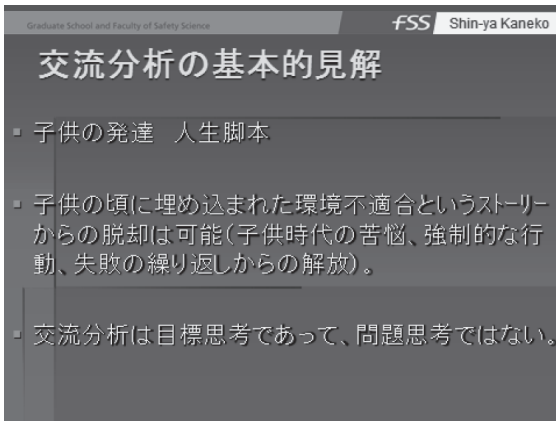 Graduate School and Faculty of Safety Science
FSS Shin-ya Kaneko
交流分析の基本的見解
▪ 子供の発達　人生脚本
▪ 子供の頃に埋め込まれた環境不適合というストーリー
からの脱却は可能(子供時代の苦悩、強制的な行
動、失敗の繰り返しからの解放)。
▪ 交流分析は目標思考であって、問題思考ではない。